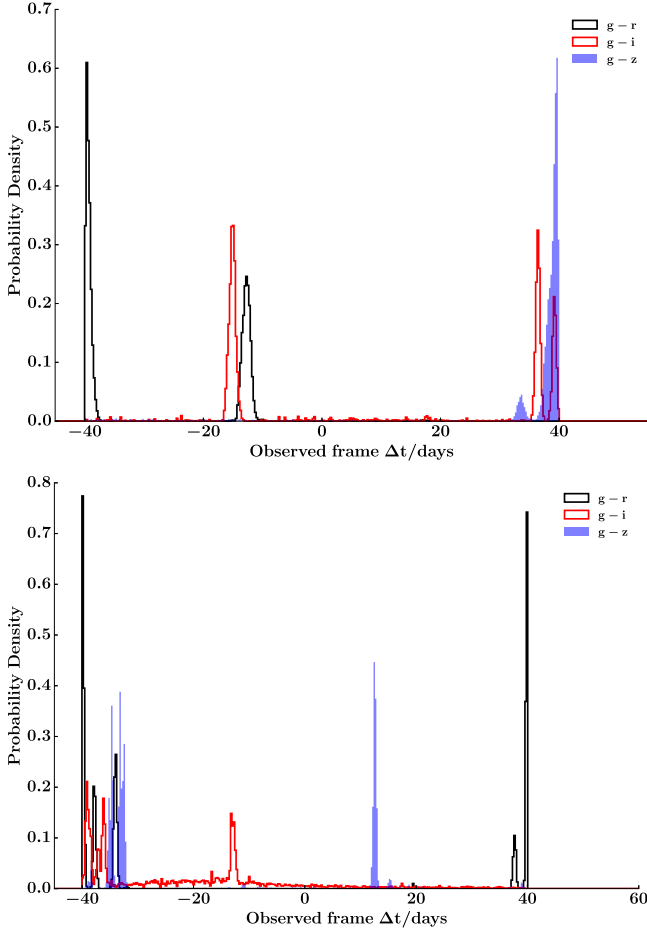 0.7
0.6
0.5
0.4
0.3
0.2
0.1
0.0
Probability Density
g − r
g − i
g − z
−40 −20 0 20 40
Observed frame Δt/days
0.8
0.7
0.6
0.5
0.4
0.3
0.2
0.1
0.0
Probability Density
g − r
g − i
g − z
−40 −20 0 20 40 60
Observed frame Δt/days